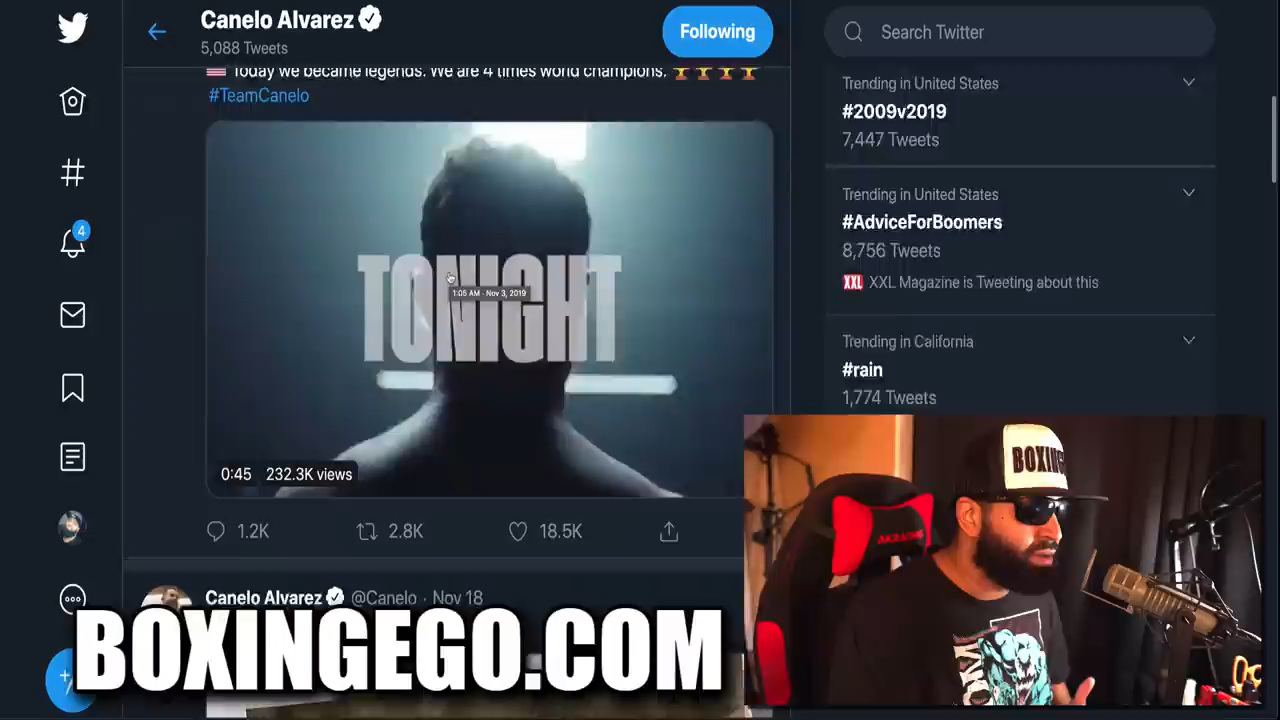 Canelo Alvarez
5,088 Tweets
Following
Search Twitter
Today we became legends. We are 4 times world champions.
#TeamCanelo
TONIGHT
1:05 AM · Nov 3, 2019
0:45 232.3K views
1.2K 2.8K 18.5K
Canelo Alvarez @Canelo · Nov 18
4
Trending in United States
#2009v2019
7,447 Tweets
Trending in United States
#AdviceForBoomers
8,756 Tweets
XXL XXL Magazine is Tweeting about this
Trending in California
#rain
1,774 Tweets
BOXING
AKRACING
BOXINGEGO.COM